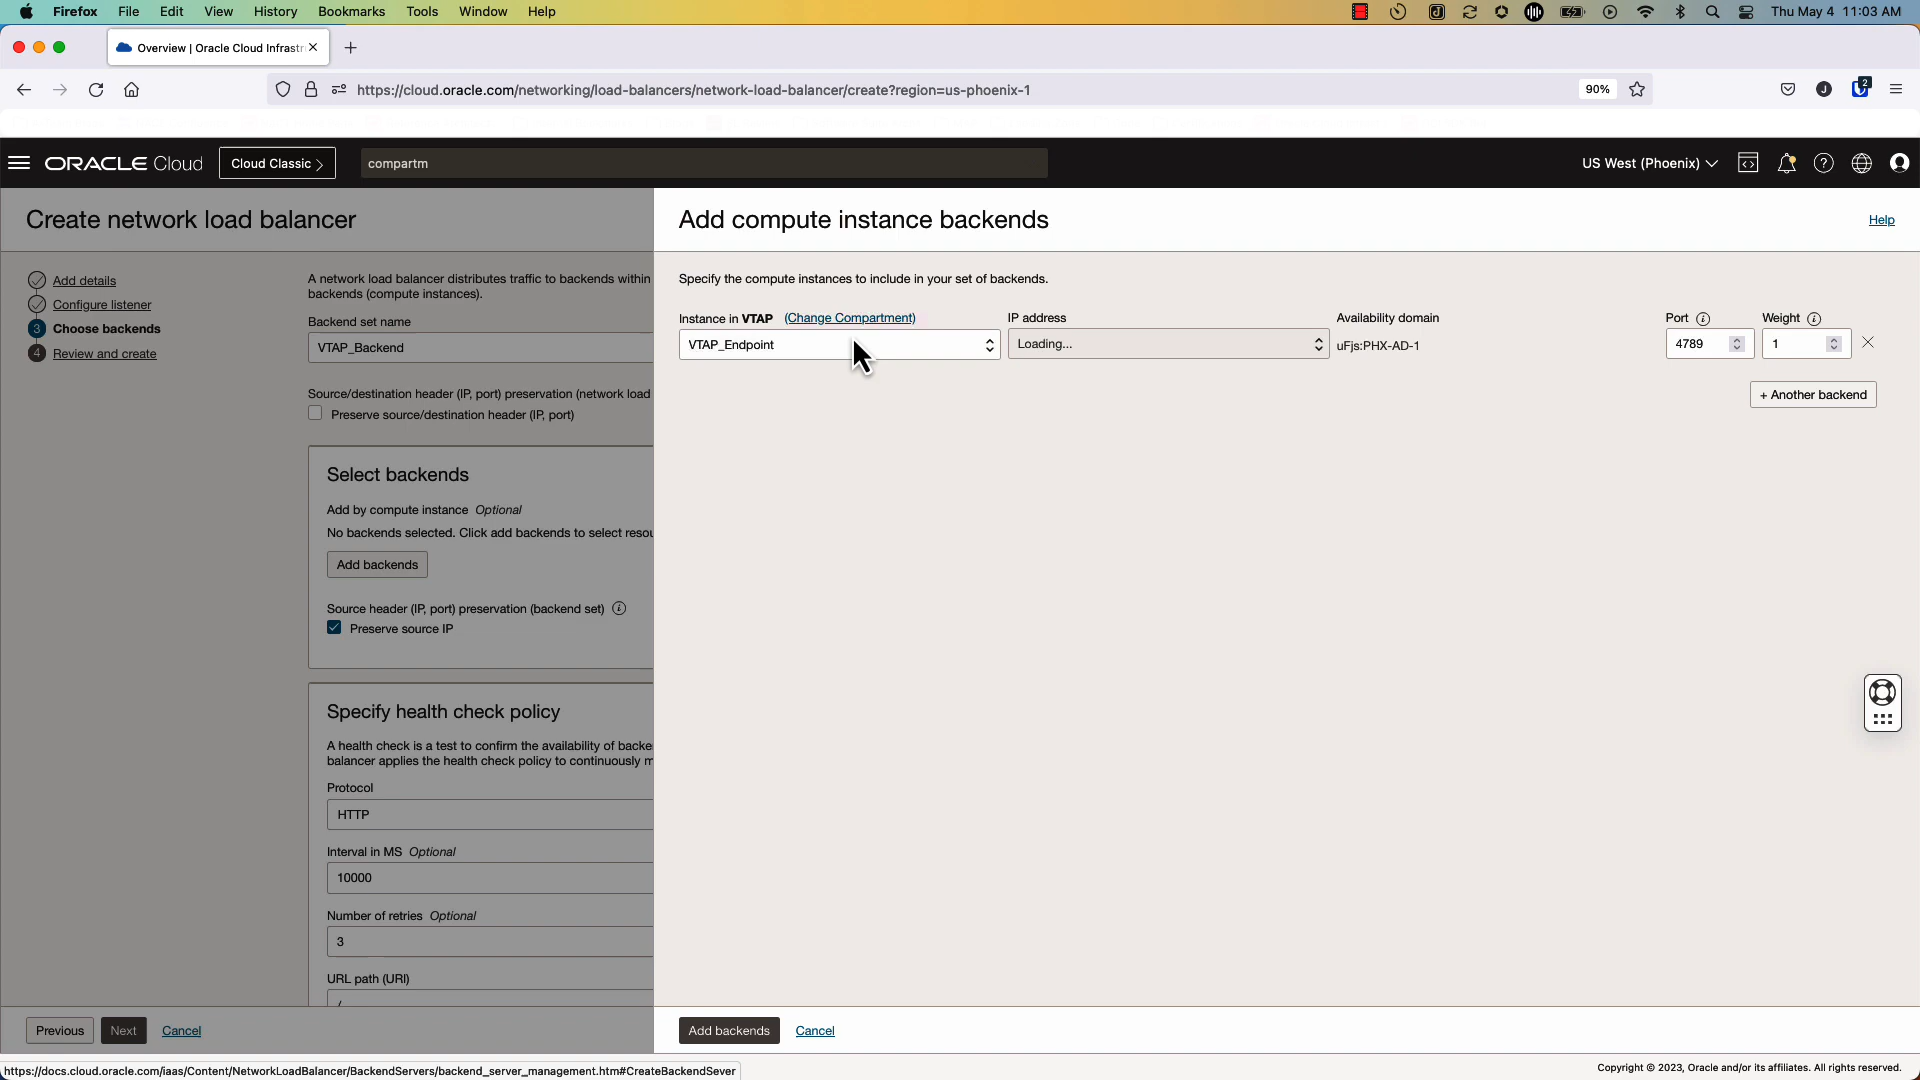 Firefox File Edit View History Bookmarks Tools Window Help Thu May 4 11:03 AM
Overview | Oracle Cloud Infrastr
https://cloud.oracle.com/networking/load-balancers/network-load-balancer/create?region=us-phoenix-1 90% J 2
ORACLE Cloud Cloud Classic > compartm US West (Phoenix)
Create network load balancer
Add details
Configure listener
3 Choose backends
4 Review and create
A network load balancer distributes traffic to backends within
backends (compute instances).
Backend set name
VTAP_Backend
Source/destination header (IP, port) preservation (network load
Preserve source/destination header (IP, port)
Select backends
Add by compute instance Optional
No backends selected. Click add backends to select resou
Add backends
Source header (IP, port) preservation (backend set)
Preserve source IP
Specify health check policy
A health check is a test to confirm the availability of backe
balancer applies the health check policy to continuously m
Protocol
HTTP
Interval in MS Optional
10000
Number of retries Optional
3
URL path (URI)
/
Previous Next Cancel
Add compute instance backends
Help
Specify the compute instances to include in your set of backends.
Instance in VTAP (Change Compartment) IP address Availability domain Port Weight
VTAP_Endpoint Loading... uFjs:PHX-AD-1 4789 1
+ Another backend
Add backends Cancel
https://docs.cloud.oracle.com/iaas/Content/NetworkLoadBalancer/BackendServers/backend_server_management.htm#CreateBackendSever
Copyright © 2023, Oracle and/or its affiliates. All rights reserved.